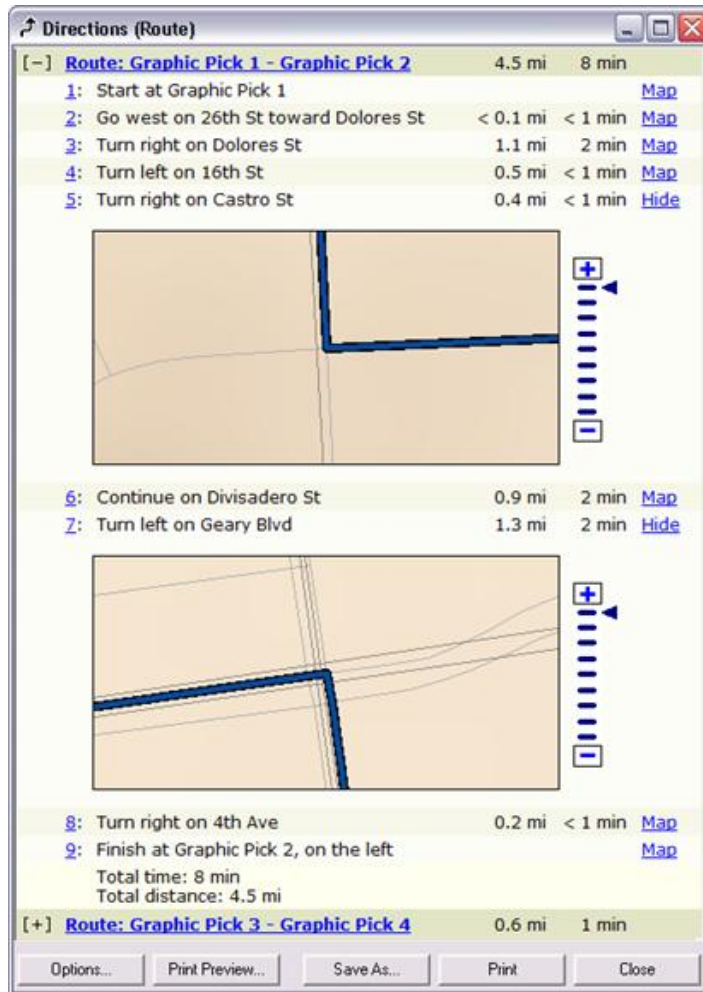 Directions (Route)
[-] Route: Graphic Pick 1 - Graphic Pick 2 4.5 mi 8 min
1: Start at Graphic Pick 1 Map
2: Go west on 26th St toward Dolores St < 0.1 mi < 1 min Map
3: Turn right on Dolores St 1.1 mi 2 min Map
4: Turn left on 16th St 0.5 mi < 1 min Map
5: Turn right on Castro St 0.4 mi < 1 min Hide
6: Continue on Divisadero St 0.9 mi 2 min Map
7: Turn left on Geary Blvd 1.3 mi 2 min Hide
8: Turn right on 4th Ave 0.2 mi < 1 min Map
9: Finish at Graphic Pick 2, on the left Map
Total time: 8 min
Total distance: 4.5 mi
[+] Route: Graphic Pick 3 - Graphic Pick 4 0.6 mi 1 min
Options... Print Preview... Save As... Print Close